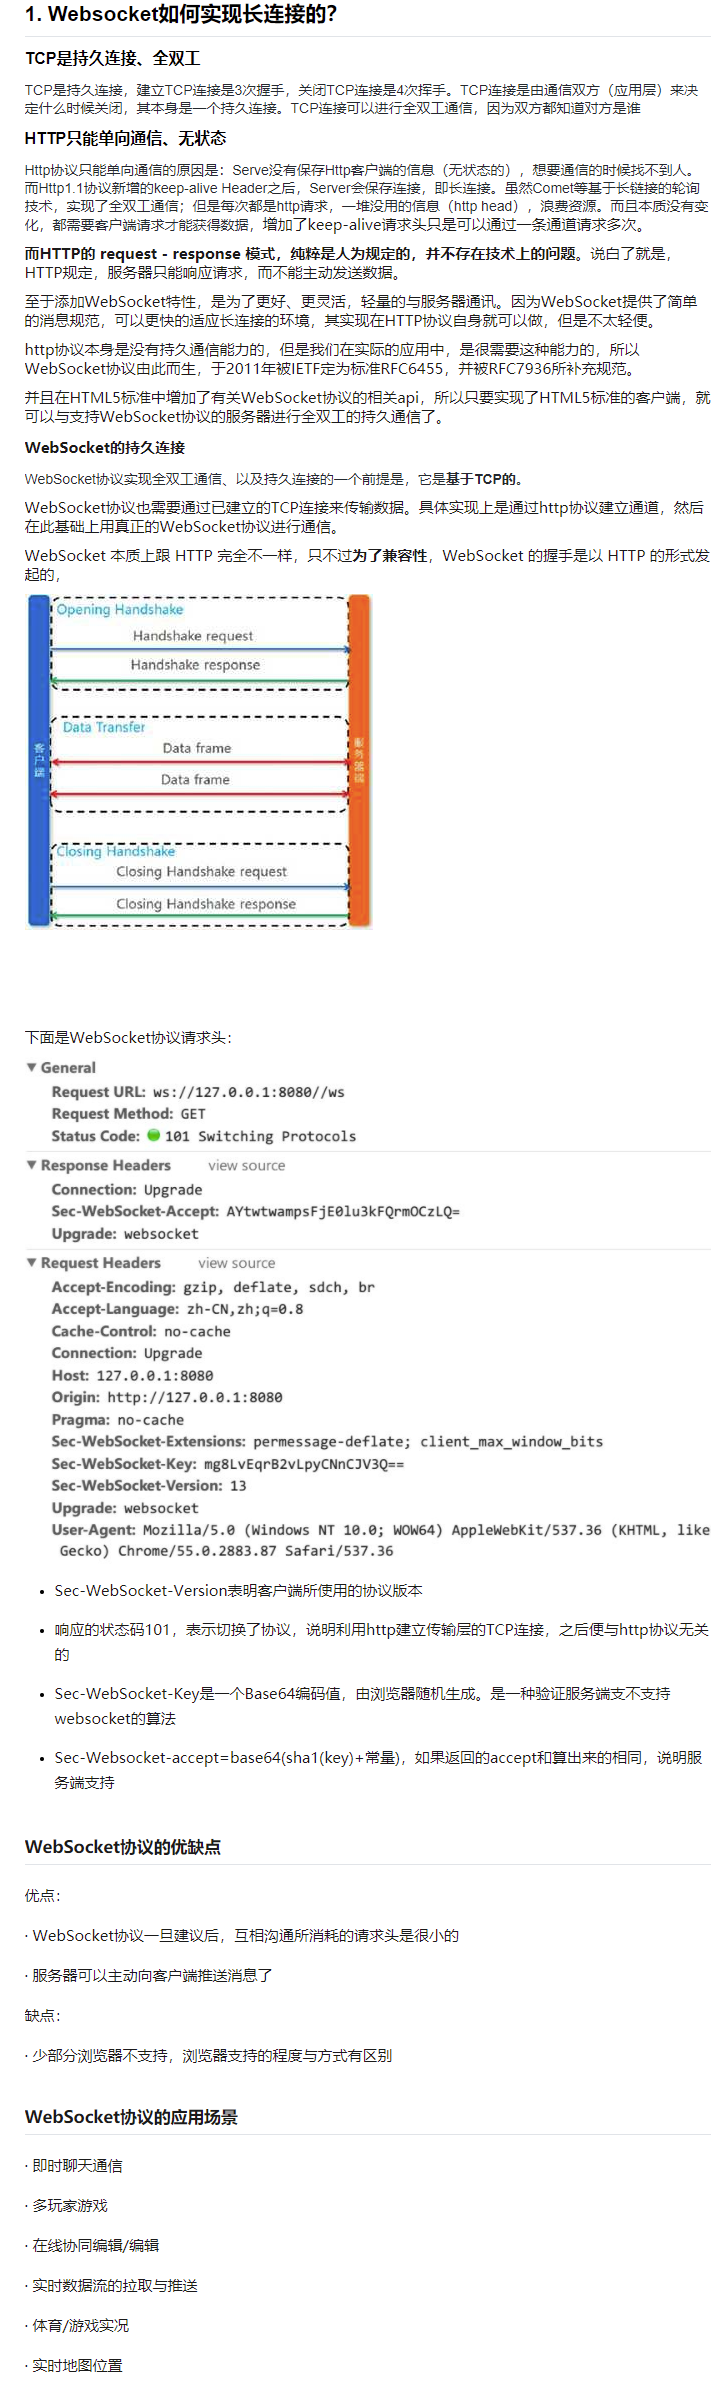 1. Websocket如何实现长连接的？
TCP是持久连接、全双工
TCP是持久连接，建立TCP连接是3次握手，关闭TCP连接是4次挥手。TCP连接是由通信双方（应用层）来决
定什么时候关闭，其本身是一个持久连接。TCP连接可以进行全双工通信，因为双方都知道对方是谁
HTTP只能单向通信、无状态
Http协议只能单向通信的原因是：Serve没有保存Http客户端的信息（无状态的），想要通信的时候找不到人。
而Http1.1协议新增的keep-alive Header之后，Server会保存连接，即长连接。虽然Comet等基于长链接的轮询
技术，实现了全双工通信；但是每次都是http请求，一堆没用的信息（http head），浪费资源。而且本质没有变
化，都需要客户端请求才能获得数据，增加了keep-alive请求头只是可以通过一条通道请求多次。
而HTTP的 request - response 模式，纯粹是人为规定的，并不存在技术上的问题。说白了就是，
HTTP规定，服务器只能响应请求，而不能主动发送数据。
至于添加WebSocket特性，是为了更好、更灵活，轻量的与服务器通讯。因为WebSocket提供了简单
的消息规范，可以更快的适应长连接的环境，其实现在HTTP协议自身就可以做，但是不太轻便。
http协议本身是没有持久通信能力的，但是我们在实际的应用中，是很需要这种能力的，所以
WebSocket协议由此而生，于2011年被IETF定为标准RFC6455，并被RFC7936所补充规范。
并且在HTML5标准中增加了有关WebSocket协议的相关api，所以只要实现了HTML5标准的客户端，就
可以与支持WebSocket协议的服务器进行全双工的持久通信了。
WebSocket的持久连接
WebSocket协议实现全双工通信、以及持久连接的一个前提是，它是基于TCP的。
WebSocket协议也需要通过已建立的TCP连接来传输数据。具体实现上是通过http协议建立通道，然后
在此基础上用真正的WebSocket协议进行通信。
WebSocket 本质上跟 HTTP 完全不一样，只不过为了兼容性，WebSocket 的握手是以 HTTP 的形式发
起的，
Opening Handshake
Handshake request
Handshake response
Data Transfer
Data frame
客户端
服务器端
Data frame
Closing Handshake
Closing Handshake request
Closing Handshake response
下面是WebSocket协议请求头：
▼ General
Request URL: ws://127.0.0.1:8080//ws
Request Method: GET
Status Code: 101 Switching Protocols
▼ Response Headers view source
Connection: Upgrade
Sec-WebSocket-Accept: AYtwtwampsFjE0lu3kFQrmOCzLQ=
Upgrade: websocket
▼ Request Headers view source
Accept-Encoding: gzip, deflate, sdch, br
Accept-Language: zh-CN,zh;q=0.8
Cache-Control: no-cache
Connection: Upgrade
Host: 127.0.0.1:8080
Origin: http://127.0.0.1:8080
Pragma: no-cache
Sec-WebSocket-Extensions: permessage-deflate; client_max_window_bits
Sec-WebSocket-Key: mg8LvEqrB2vLpyCNnCJV3Q==
Sec-WebSocket-Version: 13
Upgrade: websocket
User-Agent: Mozilla/5.0 (Windows NT 10.0; WOW64) AppleWebKit/537.36 (KHTML, like
Gecko) Chrome/55.0.2883.87 Safari/537.36
• Sec-WebSocket-Version表明客户端所使用的协议版本
• 响应的状态码101，表示切换了协议，说明利用http建立传输层的TCP连接，之后便与http协议无关
的
• Sec-WebSocket-Key是一个Base64编码值，由浏览器随机生成。是一种验证服务端支不支持
websocket的算法
• Sec-Websocket-accept=base64(sha1(key)+常量)，如果返回的accept和算出来的相同，说明服
务端支持
WebSocket协议的优缺点
优点：
· WebSocket协议一旦建议后，互相沟通所消耗的请求头是很小的
· 服务器可以主动向客户端推送消息了
缺点：
· 少部分浏览器不支持，浏览器支持的程度与方式有区别
WebSocket协议的应用场景
· 即时聊天通信
· 多玩家游戏
· 在线协同编辑/编辑
· 实时数据流的拉取与推送
· 体育/游戏实况
· 实时地图位置